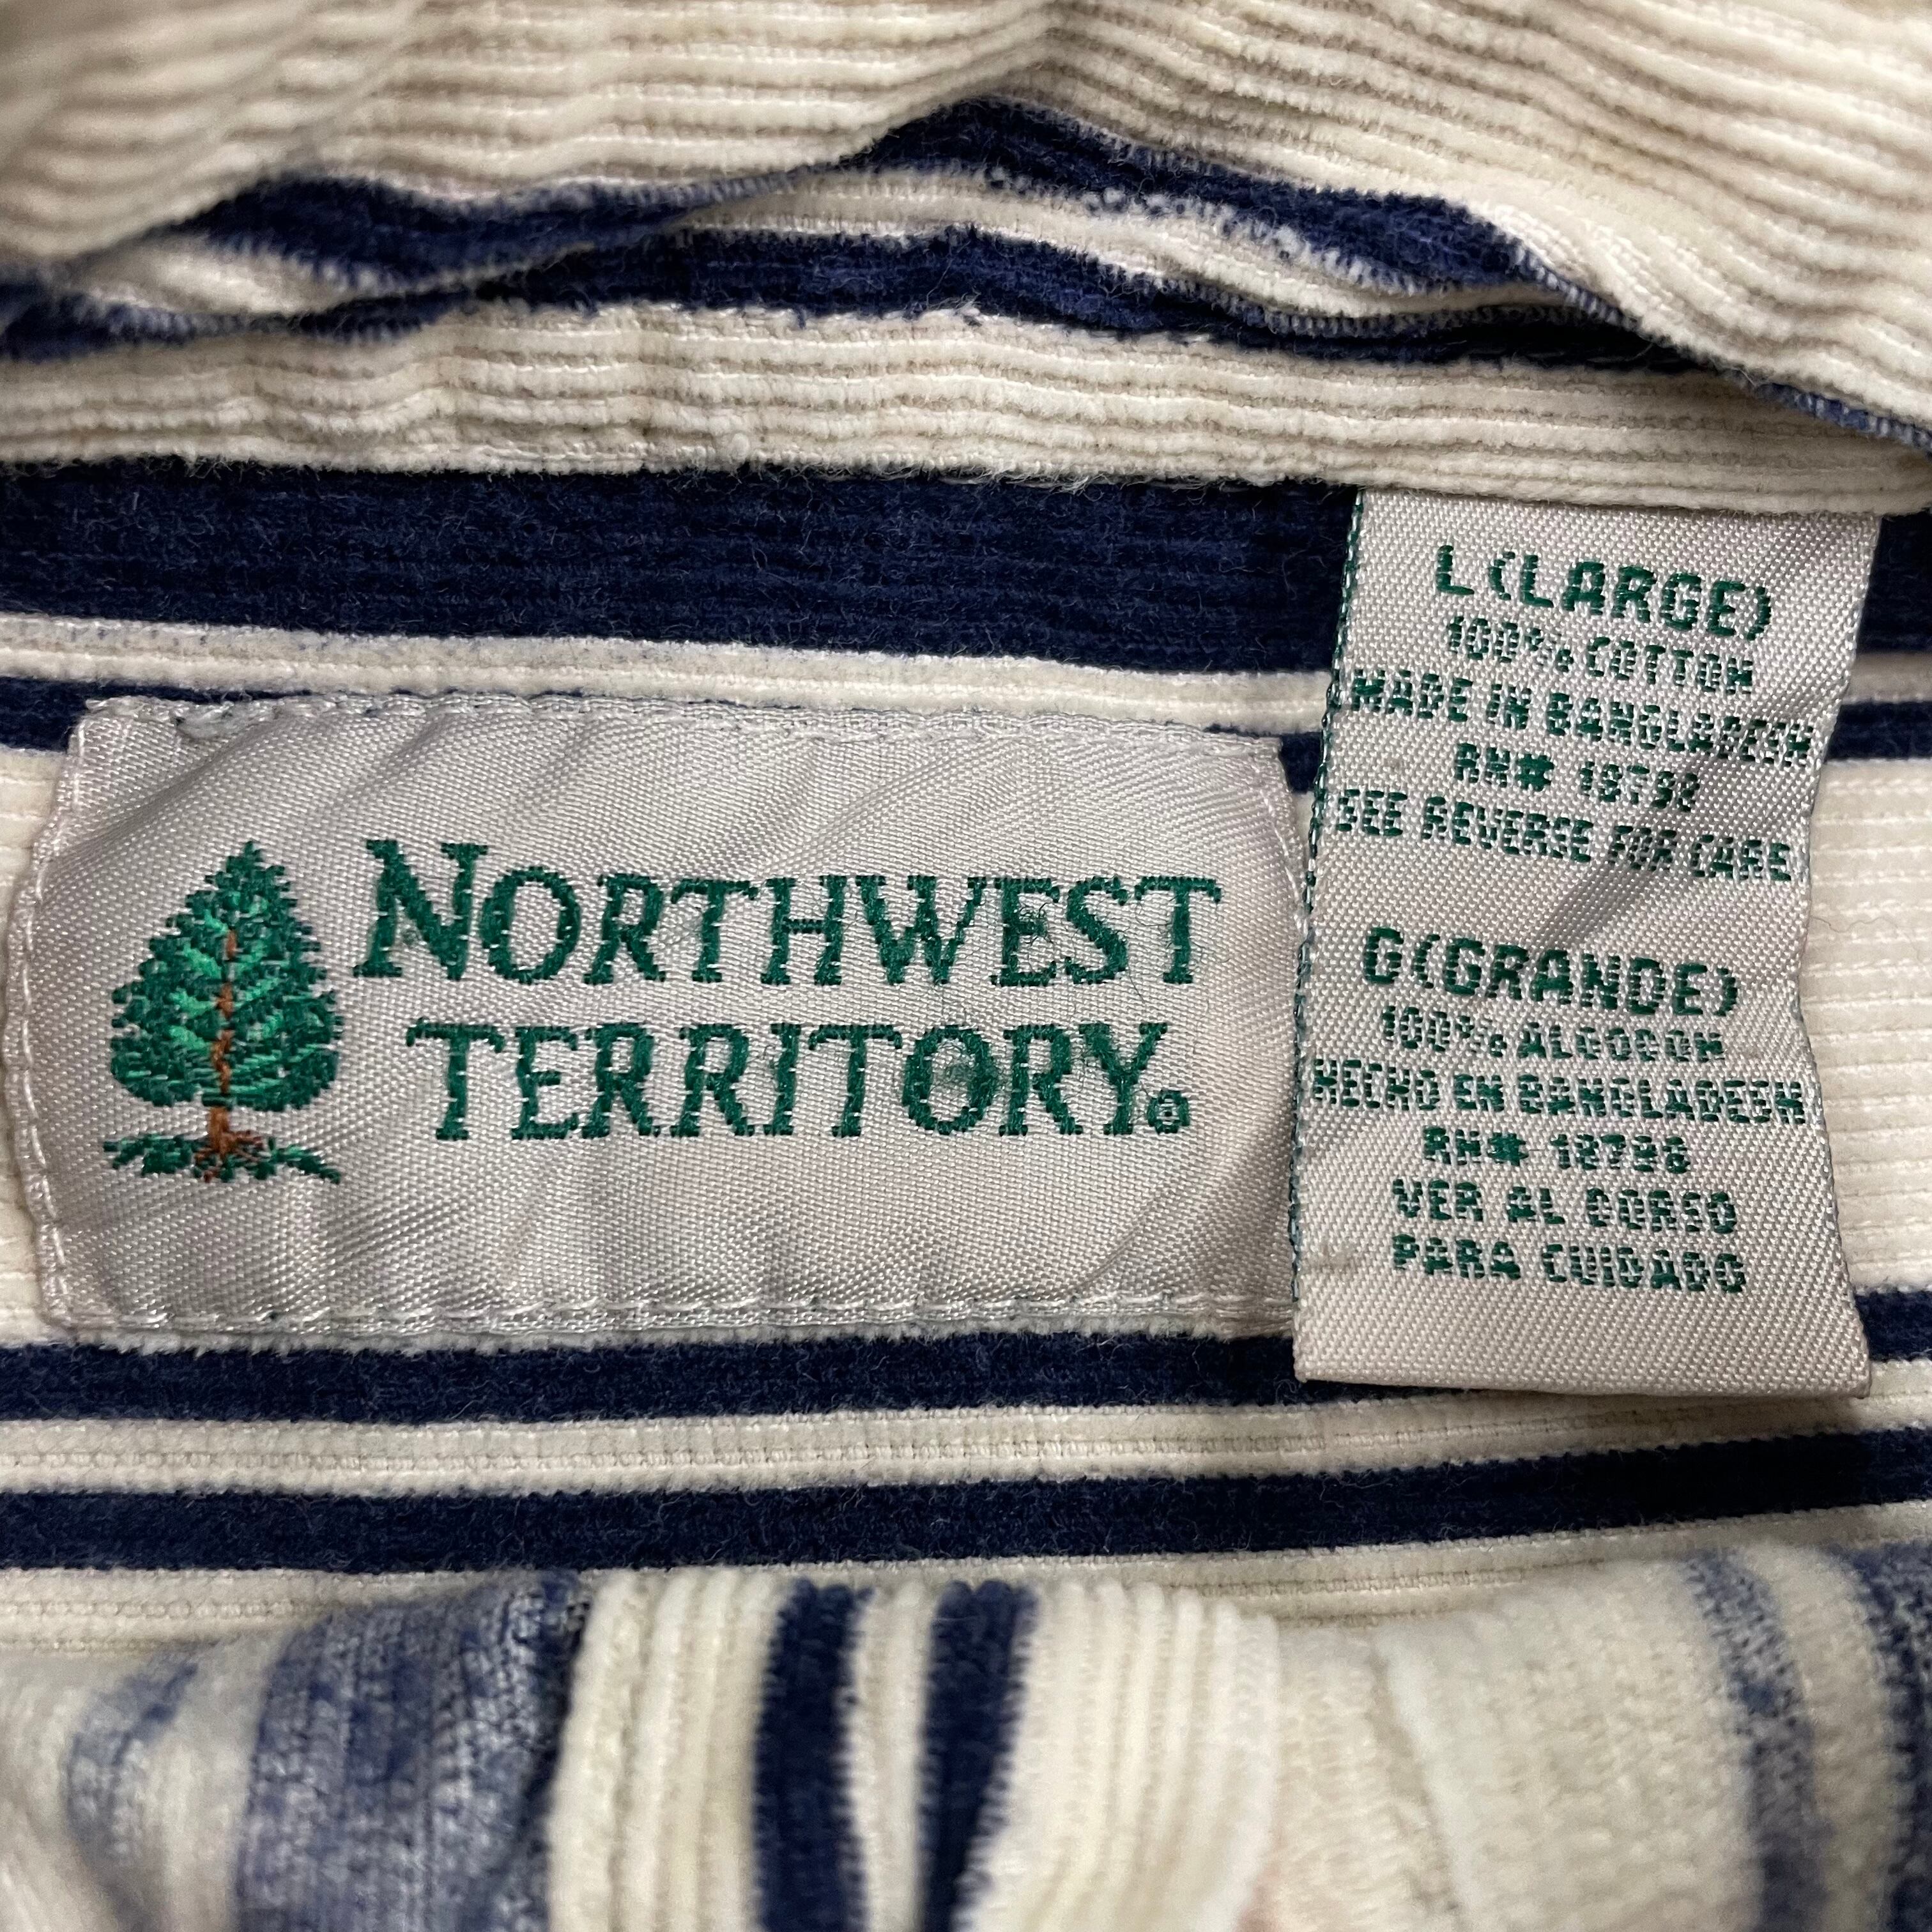 NORTHWEST
TERRITORY®
L (LARGE)
100% COTTON
MADE IN BANGLADESH
RN# 18798
SEE REVERSE FOR CARE
G (GRANDE)
100% ALGODON
HECHO EN BANGLADESH
RN# 18798
VER AL DORSO
PARA CUIDADO